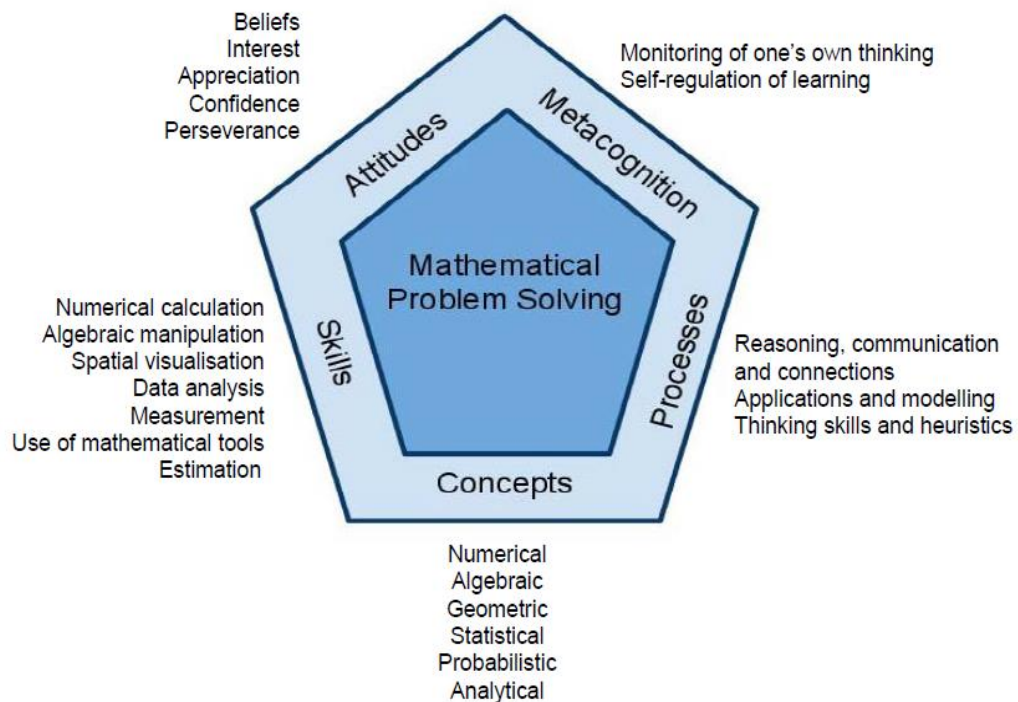 Beliefs
Interest
Appreciation
Confidence
Perseverance
Monitoring of one's own thinking
Self-regulation of learning
Attitudes
Metacognition
Mathematical
Problem Solving
Skills
Processes
Numerical calculation
Algebraic manipulation
Spatial visualisation
Data analysis
Measurement
Use of mathematical tools
Estimation
Reasoning, communication
and connections
Applications and modelling
Thinking skills and heuristics
Concepts
Numerical
Algebraic
Geometric
Statistical
Probabilistic
Analytical